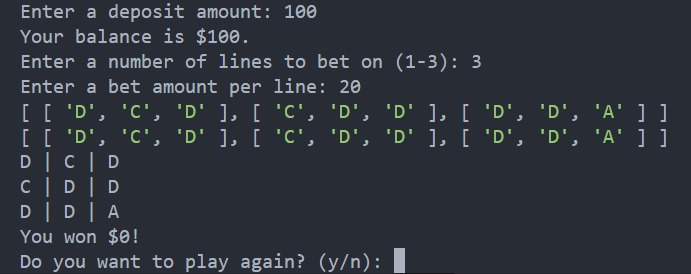 Enter a deposit amount: 100
Your balance is $100.
Enter a number of lines to bet on (1-3): 3
Enter a bet amount per line: 20
[ [ 'D', 'C', 'D' ], [ 'C', 'D', 'D' ], [ 'D', 'D', 'A' ] ]
[ [ 'D', 'C', 'D' ], [ 'C', 'D', 'D' ], [ 'D', 'D', 'A' ] ]
D | C | D
C | D | D
D | D | A
You won $0!
Do you want to play again? (y/n):